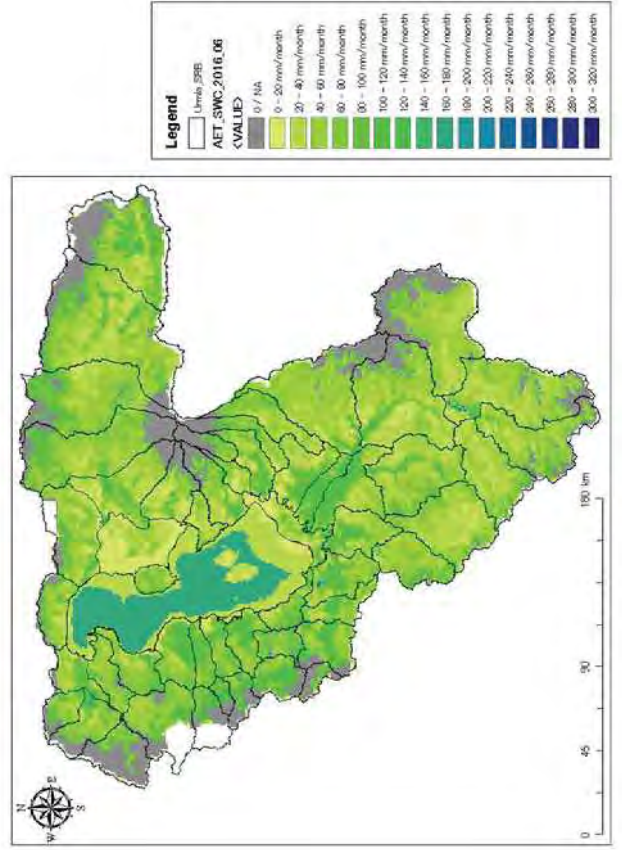 N
W E
S
0 45 90 180 km
Legend
Urmia_SRB
AET_SWC_2016_06
<VALUE>
0 / NA
0 - 20 mm/month
20 - 40 mm/month
40 - 60 mm/month
60 - 80 mm/month
80 - 100 mm/month
100 - 120 mm/month
120 - 140 mm/month
140 - 160 mm/month
160 - 180 mm/month
180 - 200 mm/month
200 - 220 mm/month
220 - 240 mm/month
240 - 260 mm/month
260 - 280 mm/month
280 - 300 mm/month
300 - 320 mm/month